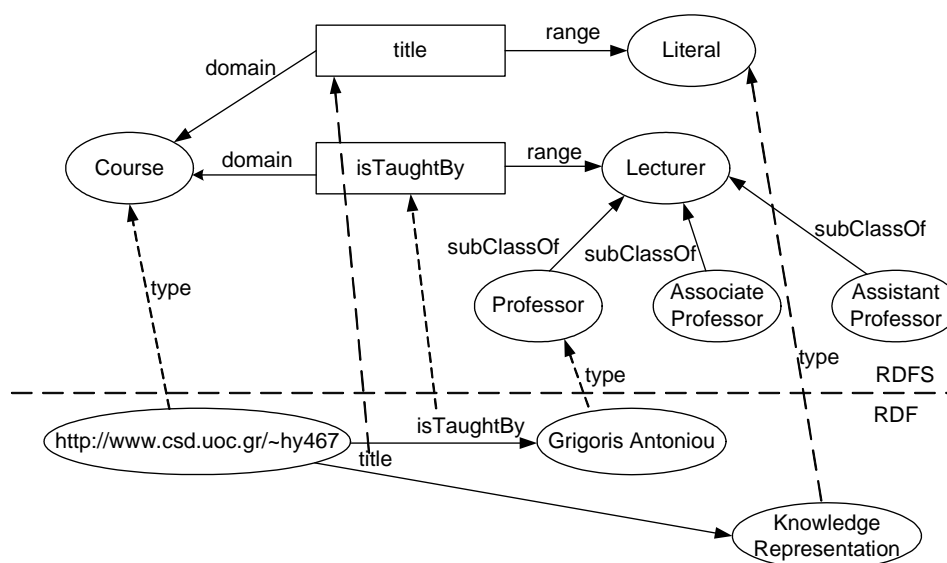 title
range
Literal
domain
Course
domain
isTaughtBy
range
Lecturer
subClassOf
subClassOf
subClassOf
type
Professor
Associate
Professor
Assistant
Professor
type
type
RDFS
RDF
http://www.csd.uoc.gr/~hy467
isTaughtBy
Grigoris Antoniou
title
Knowledge
Representation